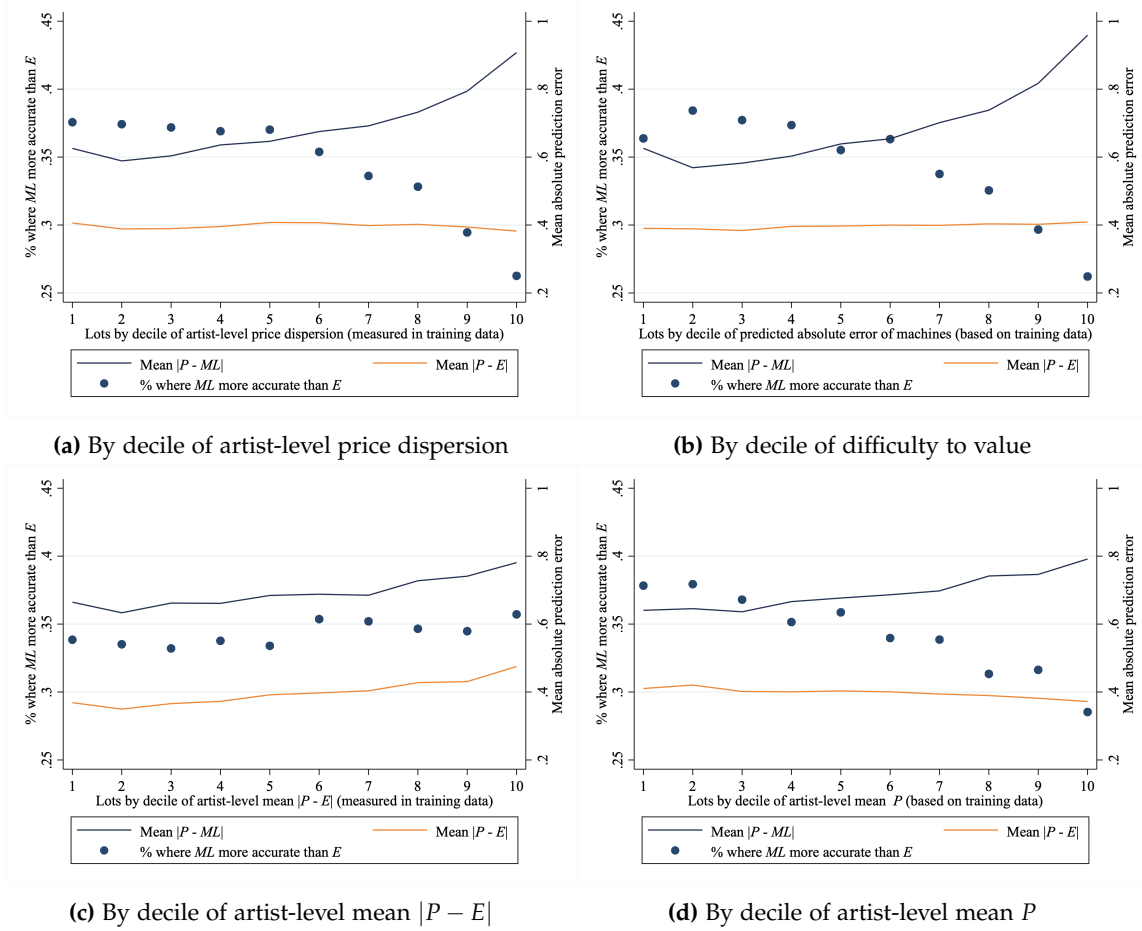 % where ML more accurate than E
.25 .3 .35 .4 .45
Mean absolute prediction error
.2 .4 .6 .8 1
1 2 3 4 5 6 7 8 9 10
Lots by decile of artist-level price dispersion (measured in training data)
Mean |P - ML|
Mean |P - E|
% where ML more accurate than E
(a) By decile of artist-level price dispersion
% where ML more accurate than E
.25 .3 .35 .4 .45
Mean absolute prediction error
.2 .4 .6 .8 1
1 2 3 4 5 6 7 8 9 10
Lots by decile of predicted absolute error of machines (based on training data)
Mean |P - ML|
Mean |P - E|
% where ML more accurate than E
(b) By decile of difficulty to value
% where ML more accurate than E
.25 .3 .35 .4 .45
Mean absolute prediction error
.2 .4 .6 .8 1
1 2 3 4 5 6 7 8 9 10
Lots by decile of artist-level mean |P - E| (measured in training data)
Mean |P - ML|
Mean |P - E|
% where ML more accurate than E
(c) By decile of artist-level mean |P − E|
% where ML more accurate than E
.25 .3 .35 .4 .45
Mean absolute prediction error
.2 .4 .6 .8 1
1 2 3 4 5 6 7 8 9 10
Lots by decile of artist-level mean P (based on training data)
Mean |P - ML|
Mean |P - E|
% where ML more accurate than E
(d) By decile of artist-level mean P